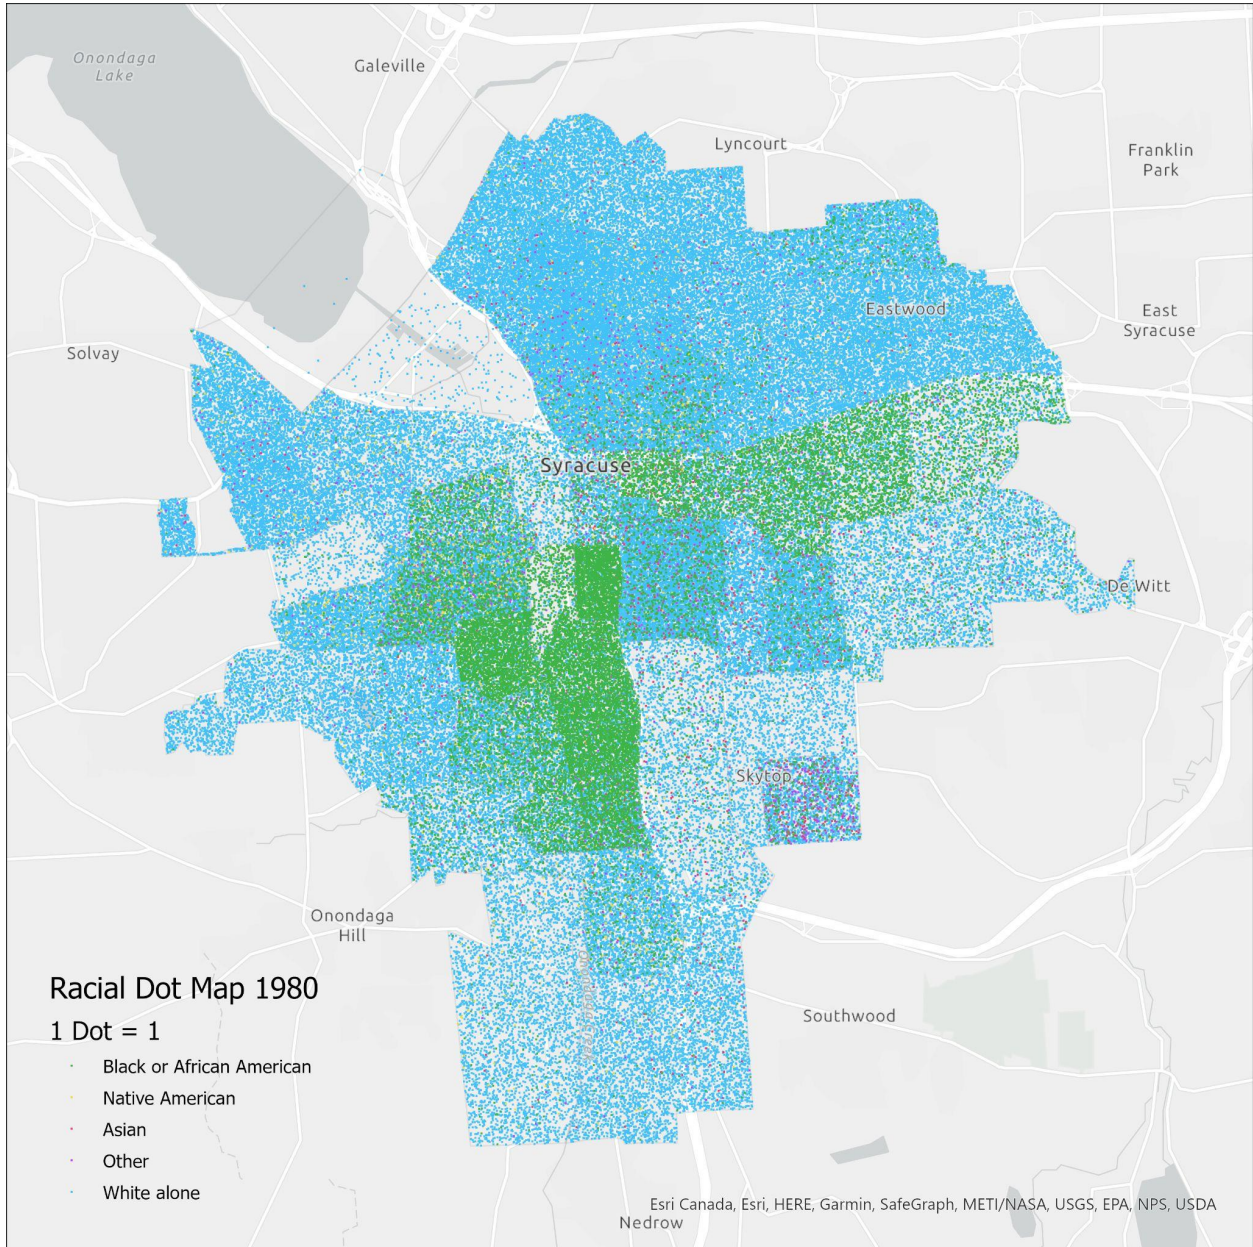 Onondaga
Lake
Galeville
Lyncourt
Franklin
Park
Eastwood
East
Syracuse
Solvay
Syracuse
De Witt
Skytop
Onondaga
Hill
Southwood
Racial Dot Map 1980
1 Dot = 1
Black or African American
Native American
Asian
Other
White alone
Esri Canada, Esri, HERE, Garmin, SafeGraph, METI/NASA, USGS, EPA, NPS, USDA
Nedrow